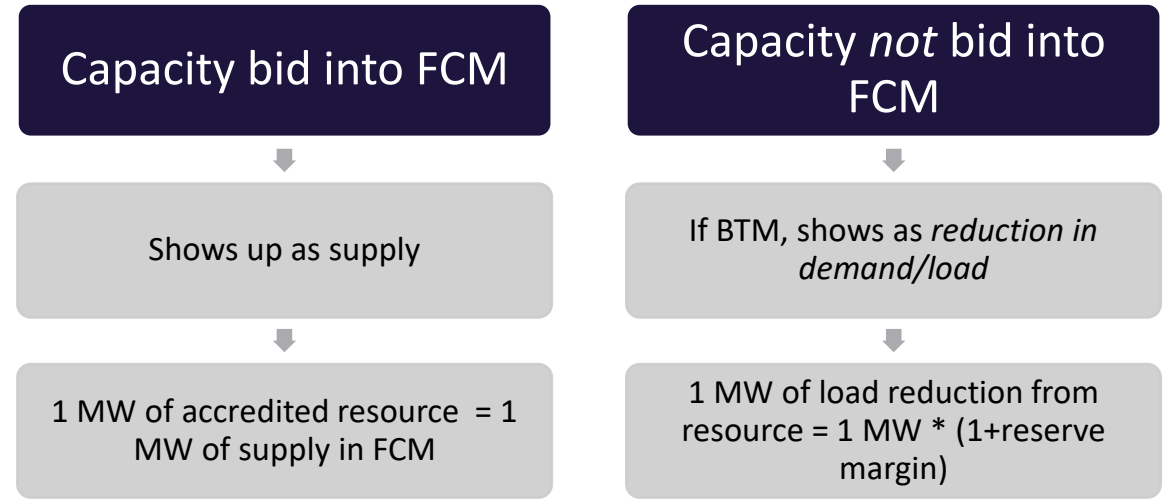 Capacity bid into FCM
Shows up as supply
1 MW of accredited resource = 1
MW of supply in FCM
Capacity not bid into
FCM
If BTM, shows as reduction in
demand/load
1 MW of load reduction from
resource = 1 MW * (1+reserve
margin)